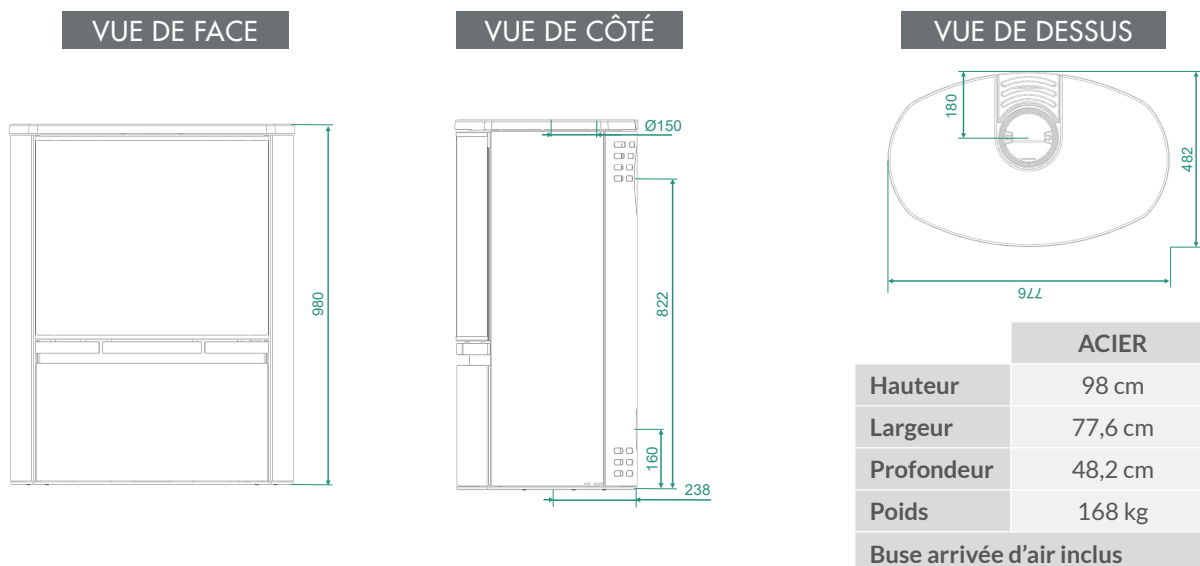 VUE DE FACE
980
VUE DE CÔTÉ
Ø150
822
160
238
VUE DE DESSUS
180
482
776
ACIER
Hauteur 98 cm
Largeur 77,6 cm
Profondeur 48,2 cm
Poids 168 kg
Buse arrivée d’air inclus